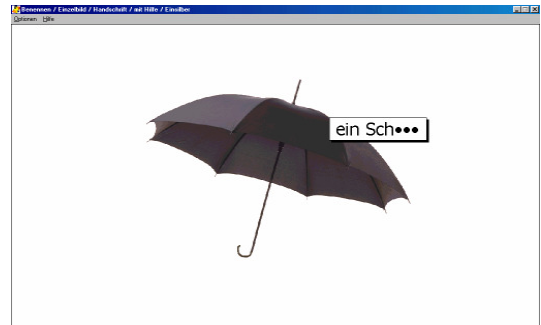 Benennen / Einzelbild / Handschrift / mit Hilfe / Einsilber
Optionen Hilfe
ein Sch•••